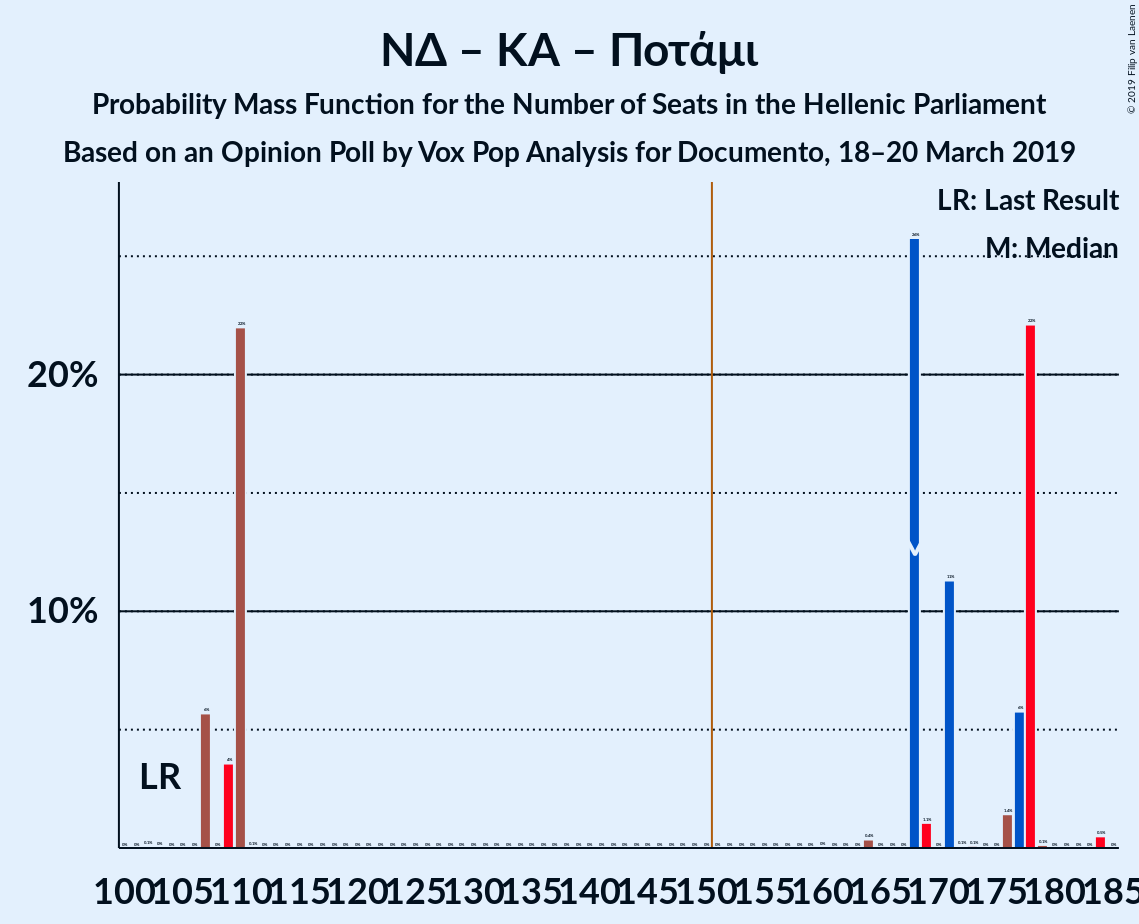 ΝΔ – ΚΑ – Ποτάμι
Probability Mass Function for the Number of Seats in the Hellenic Parliament
Based on an Opinion Poll by Vox Pop Analysis for Documento, 18–20 March 2019
© 2019 Filip van Laenen
LR: Last Result
M: Median
20%
10%
LR
M
100 105 110 115 120 125 130 135 140 145 150 155 160 165 170 175 180 185